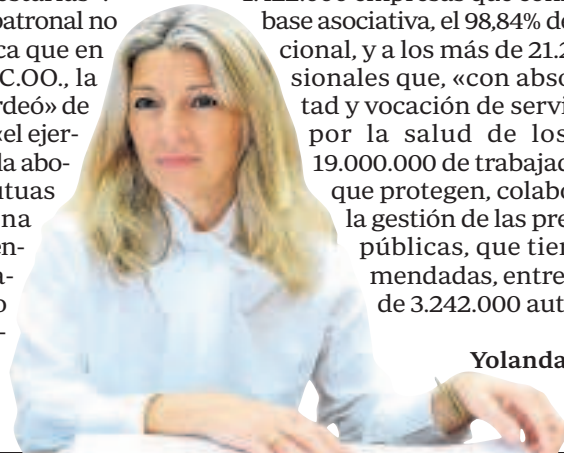 patronal no
ca que en
C.OO., la
rdeó» de
el ejer-
la abo-
utuas
na
en-
a-
o
-
base asociativa, el 98,84% de
cional, y a los más de 21.2
sionales que, «con abso
tad y vocación de servi
por la salud de los
19.000.000 de trabajad
que protegen, colabo
la gestión de las pre
públicas, que tien
mendadas, entre
de 3.242.000 aut
Yolanda